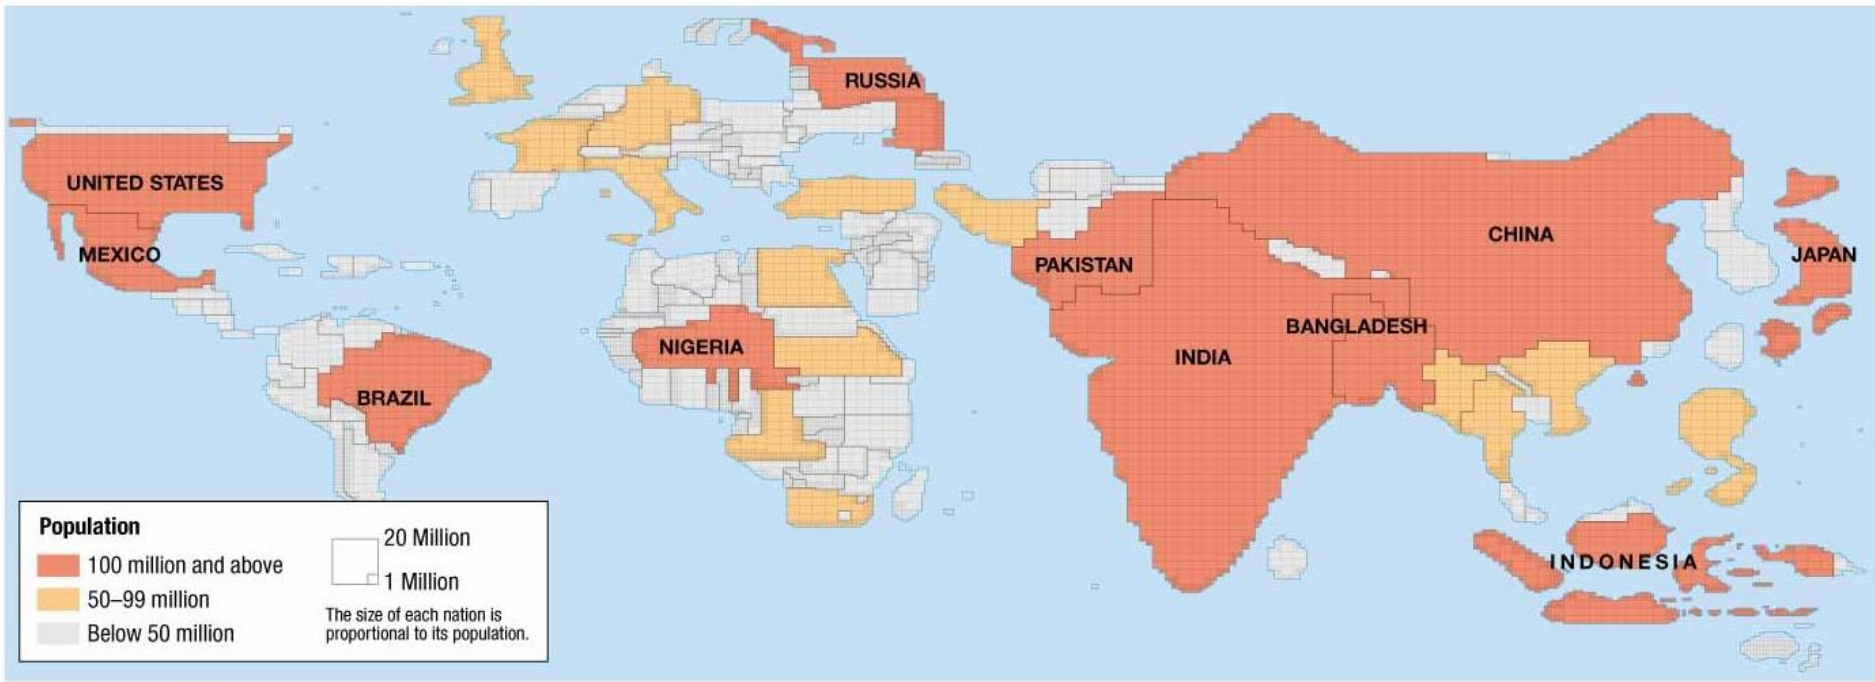 RUSSIA
UNITED STATES
MEXICO
CHINA
JAPAN
PAKISTAN
BANGLADESH
NIGERIA
INDIA
BRAZIL
INDONESIA
Population
100 million and above
50–99 million
Below 50 million
20 Million
1 Million
The size of each nation is
proportional to its population.